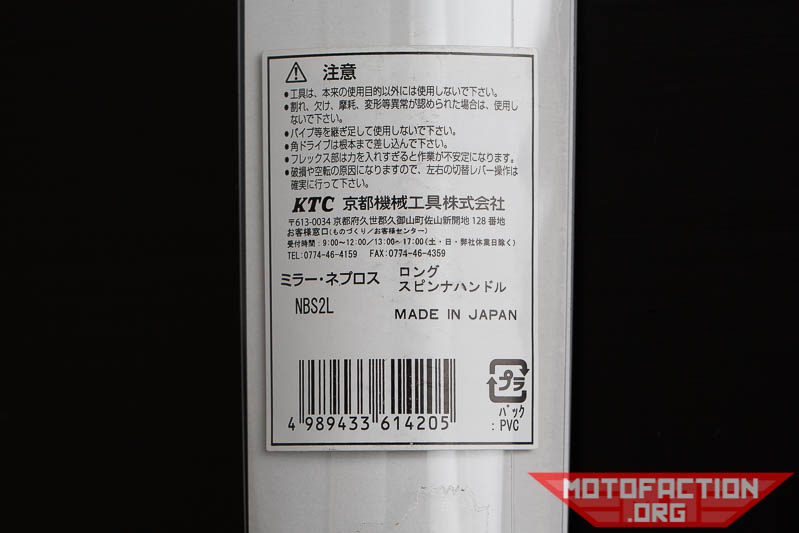 注意
●工具は、本来の使用目的以外には使用しないで下さい。
●割れ、欠け、摩耗、変形等異常が認められた場合は、使用し
ないで下さい。
●パイプ等を継ぎ足して使用しないで下さい。
●角ドライブは根本まで差し込んで下さい。
●フレックス部は力を入れすぎると作業が不安定になります。
●破損や空転の原因になりますので、左右の切替レバー操作は
確実に行って下さい。
KTC 京都機械工具株式会社
〒613-0034 京都府久世郡久御山町佐山新開地128番地
お客様窓口(ものづくり／お客様センター)
受付時間：9:00～12:00／13:00～17:00(土・日・弊社休業日除く)
TEL:0774-46-4159 FAX:0774-46-4359
ミラー・ネプロス ロング
スピンナハンドル
NBS2L
MADE IN JAPAN
4 989433 614205
プラ
パック
:PVC
MOTOFACTION
.ORG